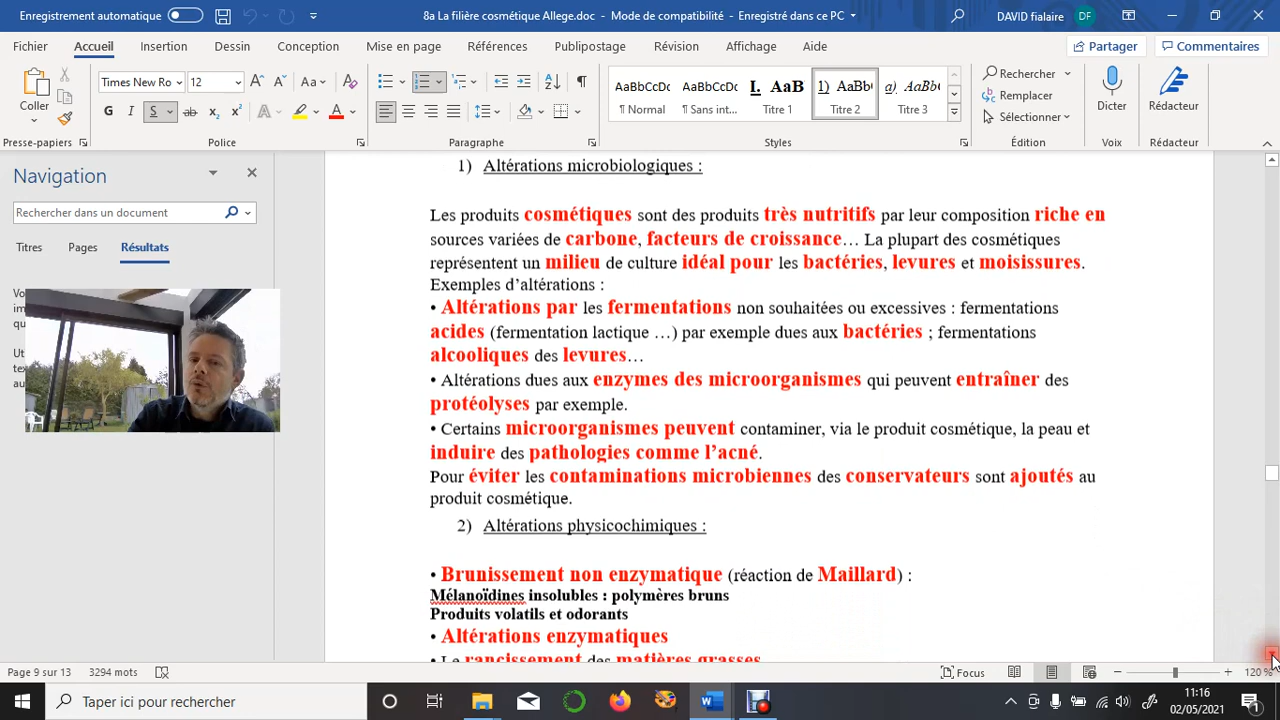 Enregistrement automatique
8a La filière cosmétique Allege.doc - Mode de compatibilité - Enregistré dans ce PC
DAVID fialaire DF
Fichier Accueil Insertion Dessin Conception Mise en page Références Publipostage Révision Affichage Aide Partager Commentaires
Times New Ro 12
AaBbCcDd AaBbCcDd I. AaB 1) AaBb a) AaBb
Coller
¶ Normal ¶ Sans int... ¶ Titre 1 ¶ Titre 2 ¶ Titre 3
Rechercher
Remplacer
Sélectionner
Dicter
Rédacteur
Presse-papiers Police Paragraphe Styles Édition Voix Rédacteur
Navigation
Rechercher dans un document
Titres Pages Résultats
1) Altérations microbiologiques :
Les produits cosmétiques sont des produits très nutritifs par leur composition riche en
sources variées de carbone, facteurs de croissance… La plupart des cosmétiques
représentent un milieu de culture idéal pour les bactéries, levures et moisissures.
Exemples d’altérations :
• Altérations par les fermentations non souhaitées ou excessives : fermentations
acides (fermentation lactique …) par exemple dues aux bactéries ; fermentations
alcooliques des levures…
• Altérations dues aux enzymes des microorganismes qui peuvent entraîner des
protéolyses par exemple.
• Certains microorganismes peuvent contaminer, via le produit cosmétique, la peau et
induire des pathologies comme l’acné.
Pour éviter les contaminations microbiennes des conservateurs sont ajoutés au
produit cosmétique.
2) Altérations physicochimiques :
• Brunissement non enzymatique (réaction de Maillard) :
Mélanoïdines insolubles : polymères bruns
Produits volatils et odorants
• Altérations enzymatiques
• Le rancissement des matières grasses
Page 9 sur 13 3294 mots Focus 120 %
Taper ici pour rechercher
11:16
02/05/2021